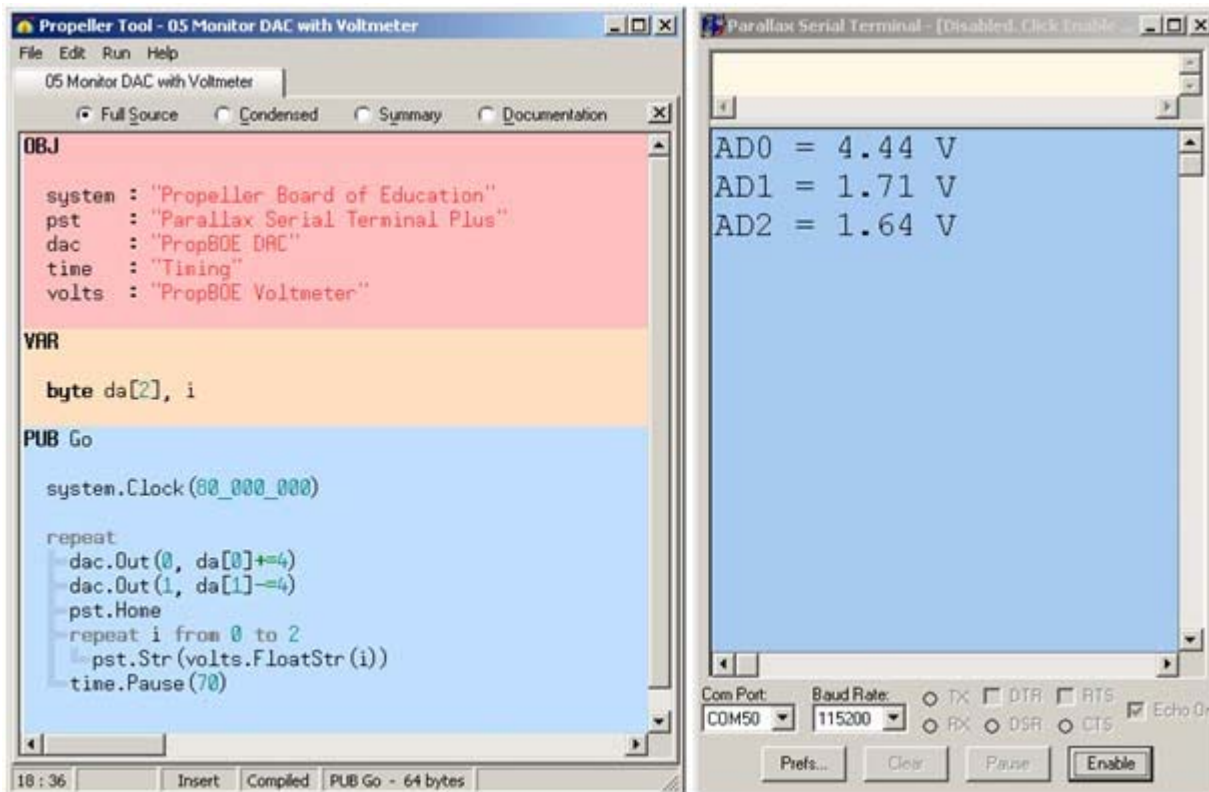 Propeller Tool - 05 Monitor DAC with Voltmeter
File Edit Run Help
05 Monitor DAC with Voltmeter
Full Source Condensed Summary Documentation
OBJ
system : "Propeller Board of Education"
pst : "Parallax Serial Terminal Plus"
dac : "PropBOE DAC"
time : "Timing"
volts : "PropBOE Voltmeter"
VAR
byte da[2], i
PUB Go
system.Clock(80_000_000)
repeat
dac.Out(0, da[0]+=4)
dac.Out(1, da[1]-=4)
pst.Home
repeat i from 0 to 2
pst.Str(volts.FloatStr(i))
time.Pause(70)
18 : 36 Insert Compiled PUB Go - 64 bytes
Parallax Serial Terminal - [Disabled. Click Enable
AD0 = 4.44 V
AD1 = 1.71 V
AD2 = 1.64 V
Com Port: Baud Rate: TX DTR RTS
COM50 115200 RX DSR CTS Echo On
Prefs... Clear Pause Enable